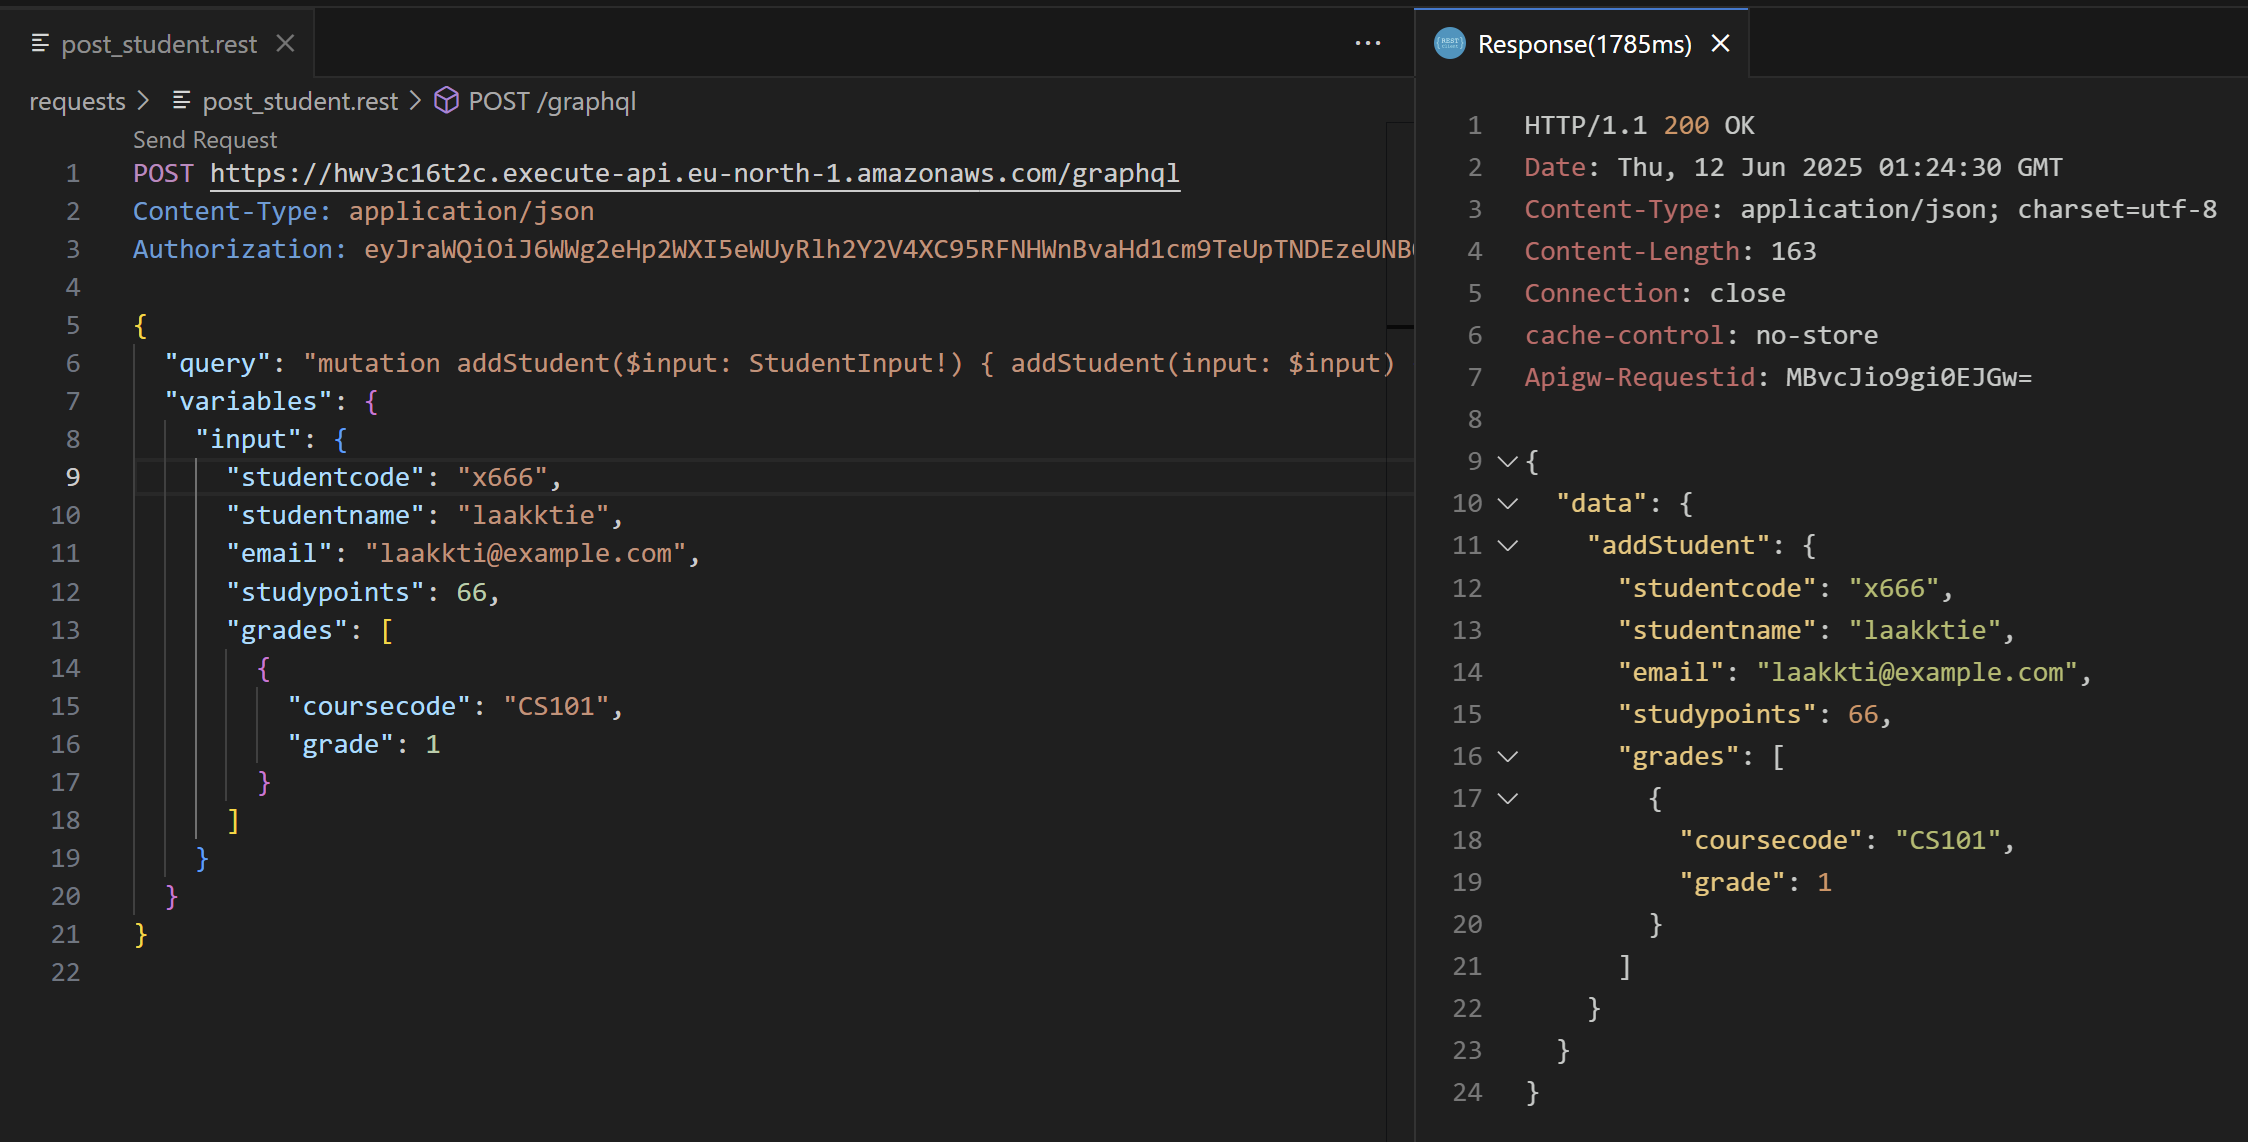 post_student.rest
requests > post_student.rest > POST /graphql
Send Request
1 POST https://hwv3c16t2c.execute-api.eu-north-1.amazonaws.com/graphql
2 Content-Type: application/json
3 Authorization: eyJraWQiOiJ6WWg2eHp2WXI5eWUyRlh2Y2V4XC95RFNHWnBvaHd1cm9TeUpTNDEzeUNB
4
5 {
6 "query": "mutation addStudent($input: StudentInput!) { addStudent(input: $input)
7 "variables": {
8 "input": {
9 "studentcode": "x666",
10 "studentname": "laakktie",
11 "email": "laakkti@example.com",
12 "studypoints": 66,
13 "grades": [
14 {
15 "coursecode": "CS101",
16 "grade": 1
17 }
18 ]
19 }
20 }
21 }
22
Response(1785ms)
1 HTTP/1.1 200 OK
2 Date: Thu, 12 Jun 2025 01:24:30 GMT
3 Content-Type: application/json; charset=utf-8
4 Content-Length: 163
5 Connection: close
6 cache-control: no-store
7 Apigw-Requestid: MBvcJio9gi0EJGw=
8
9 {
10 "data": {
11 "addStudent": {
12 "studentcode": "x666",
13 "studentname": "laakktie",
14 "email": "laakkti@example.com",
15 "studypoints": 66,
16 "grades": [
17 {
18 "coursecode": "CS101",
19 "grade": 1
20 }
21 ]
22 }
23 }
24 }